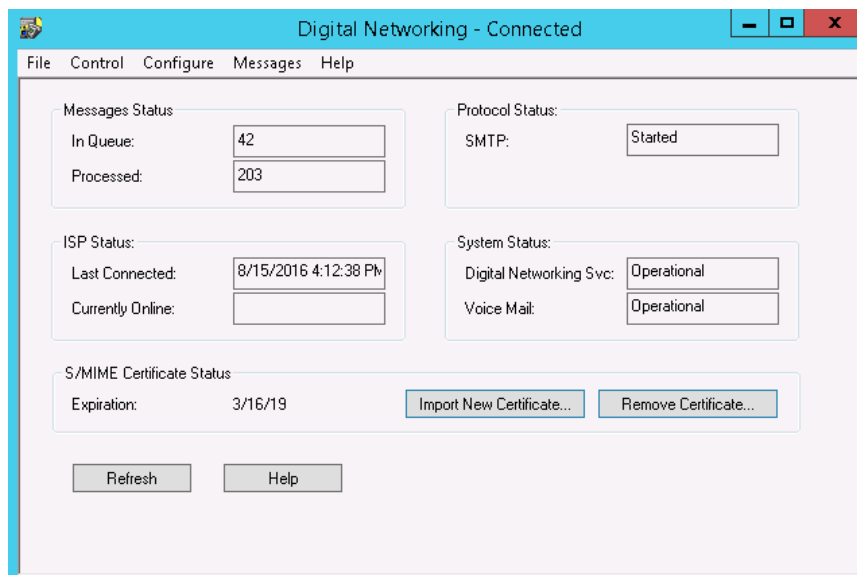 Digital Networking - Connected
File Control Configure Messages Help
Messages Status
In Queue: 42
Processed: 203
Protocol Status:
SMTP: Started
ISP Status:
Last Connected: 8/15/2016 4:12:38 PM
Currently Online:
System Status:
Digital Networking Svc: Operational
Voice Mail: Operational
S/MIME Certificate Status
Expiration: 3/16/19 Import New Certificate... Remove Certificate...
Refresh Help